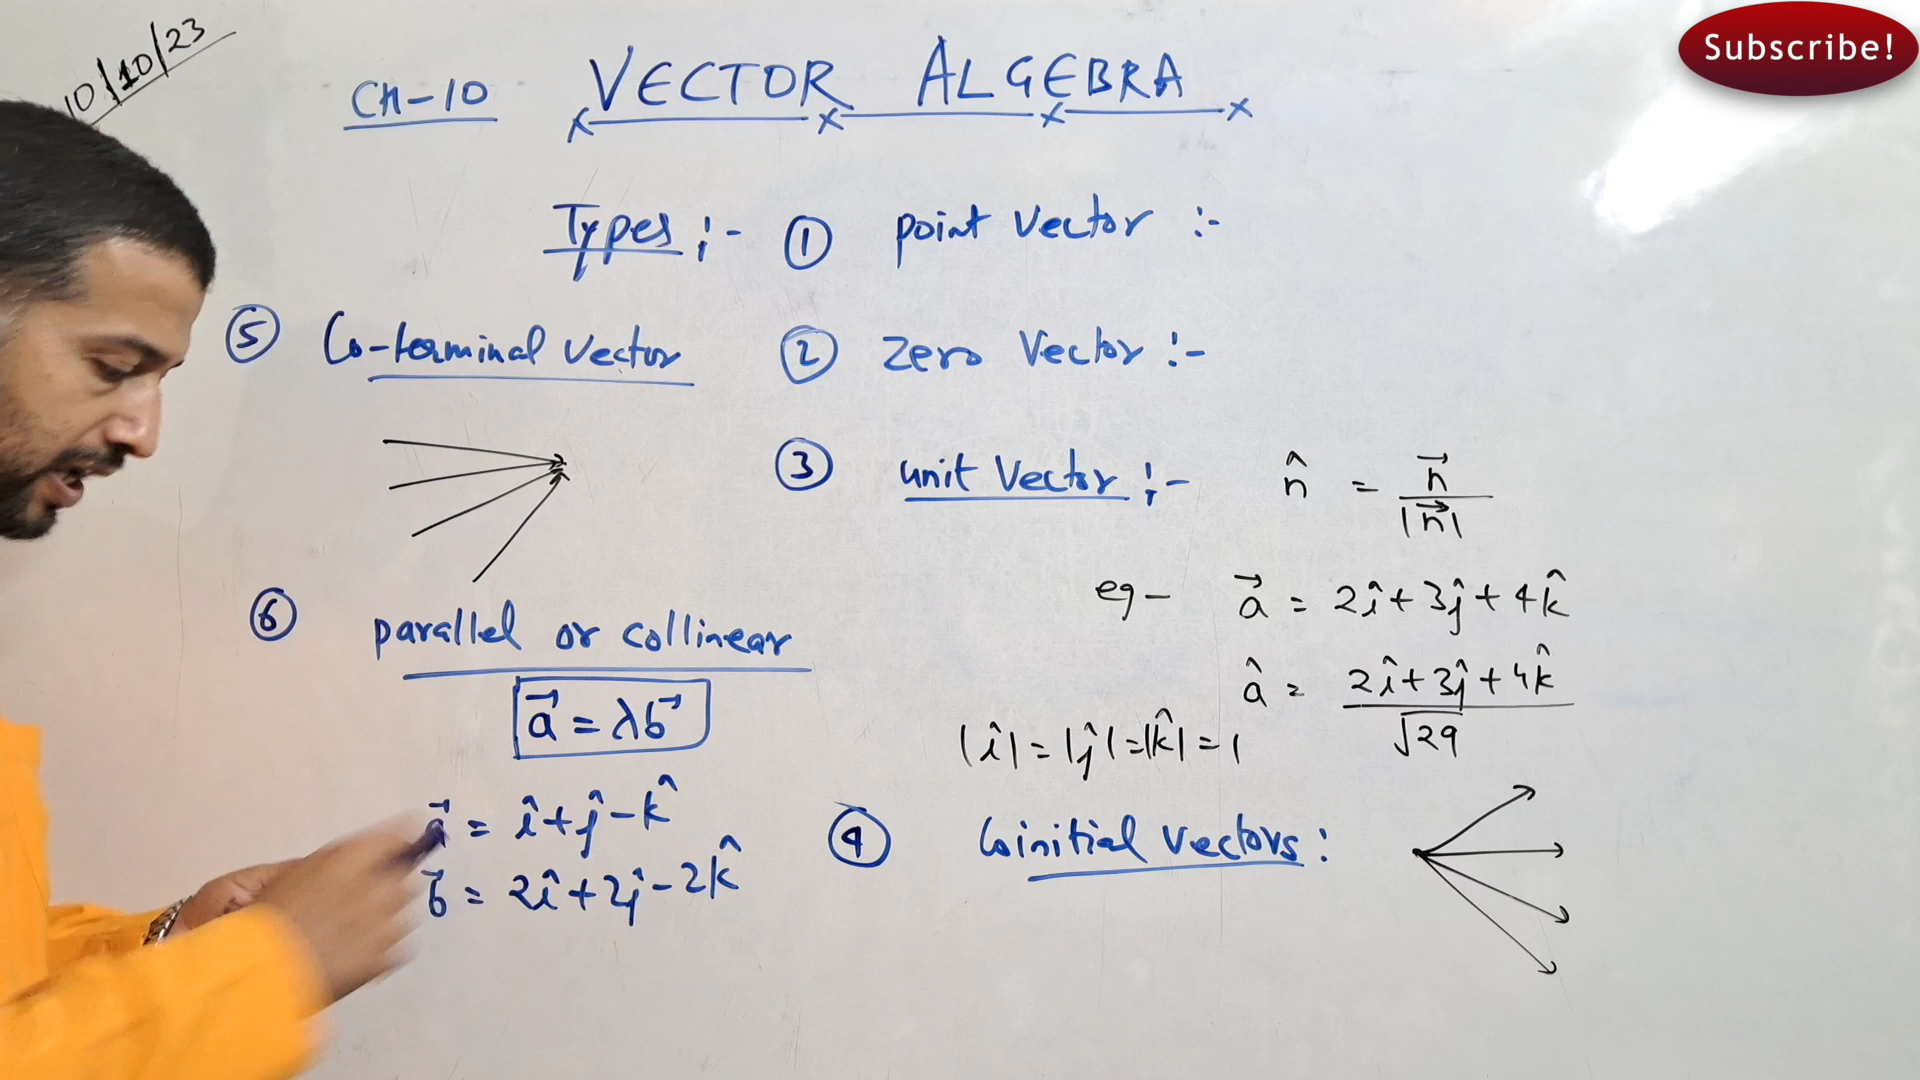 10/10/23
Subscribe!
CH-10 VECTOR ALGEBRA
Types :- ① point vector :-
② Zero Vector :-
③ unit Vector :- n̂ = n⃗ / |n⃗|
eg - a⃗ = 2î + 3ĵ + 4k̂
â = (2î + 3ĵ + 4k̂) / √29
|î| = |ĵ| = |k̂| = 1
④ Coinitial vectors :
⑤ Co-terminal Vector
⑥ parallel or collinear
a⃗ = λb⃗
a⃗ = î + ĵ - k̂
b⃗ = 2î + 2ĵ - 2k̂